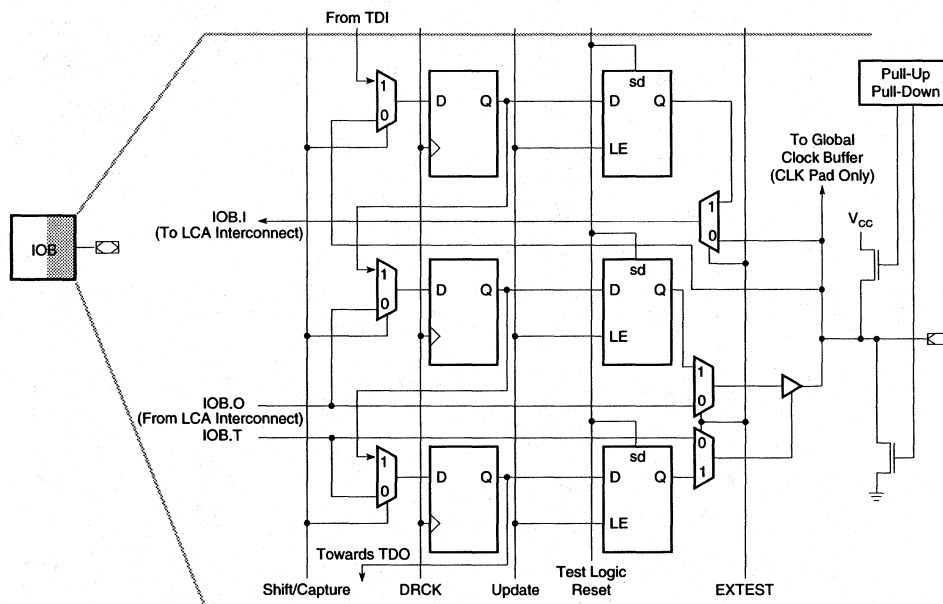 From TDI
1
0
D
Q
sd
D
Q
LE
Pull-Up
Pull-Down
To Global
Clock Buffer
(CLK Pad Only)
IOB.I
(To LCA Interconnect)
1
0
VCC
IOB
1
0
D
Q
sd
D
Q
LE
1
0
IOB.O
(From LCA Interconnect)
IOB.T
1
0
D
Q
sd
D
Q
LE
0
1
Towards TDO
Shift/Capture
DRCK
Update
Test Logic
Reset
EXTEST